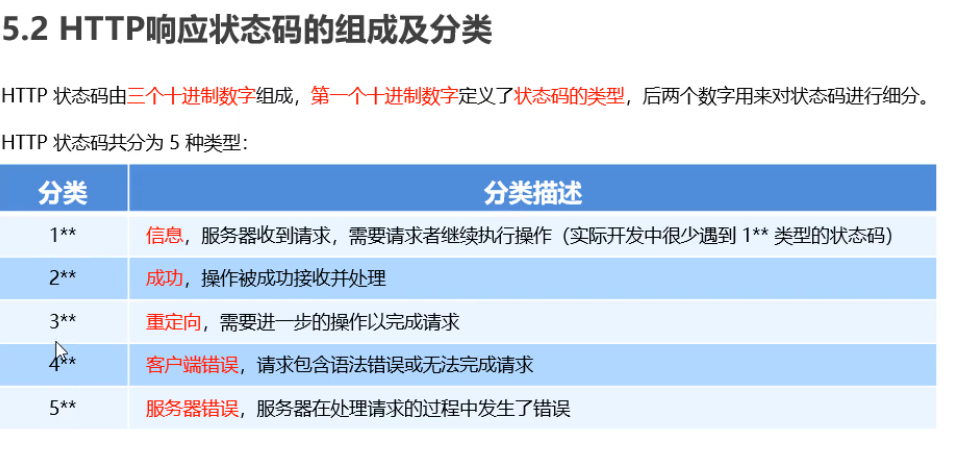 5.2 HTTP响应状态码的组成及分类
HTTP 状态码由三个十进制数字组成，第一个十进制数字定义了状态码的类型，后两个数字用来对状态码进行细分。
HTTP 状态码共分为 5 种类型：
分类 分类描述
1** 信息，服务器收到请求，需要请求者继续执行操作（实际开发中很少遇到 1** 类型的状态码）
2** 成功，操作被成功接收并处理
3** 重定向，需要进一步的操作以完成请求
4** 客户端错误，请求包含语法错误或无法完成请求
5** 服务器错误，服务器在处理请求的过程中发生了错误